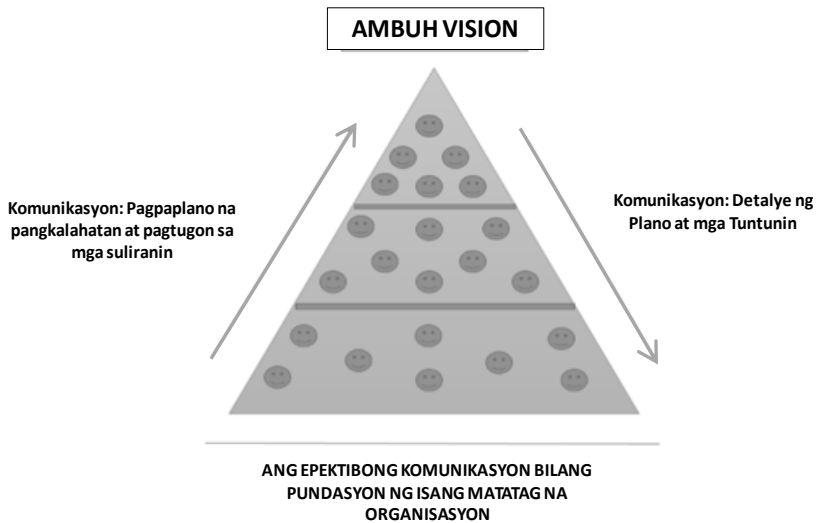 AMBUH VISION
Komunikasyon: Pagpaplano na
pangkalahatan at pagtugon sa
mga suliranin
Komunikasyon: Detalye ng
Plano at mga Tuntunin
ANG EPEKTIBONG KOMUNIKASYON BILANG
PUNDASYON NG ISANG MATATAG NA
ORGANISASYON